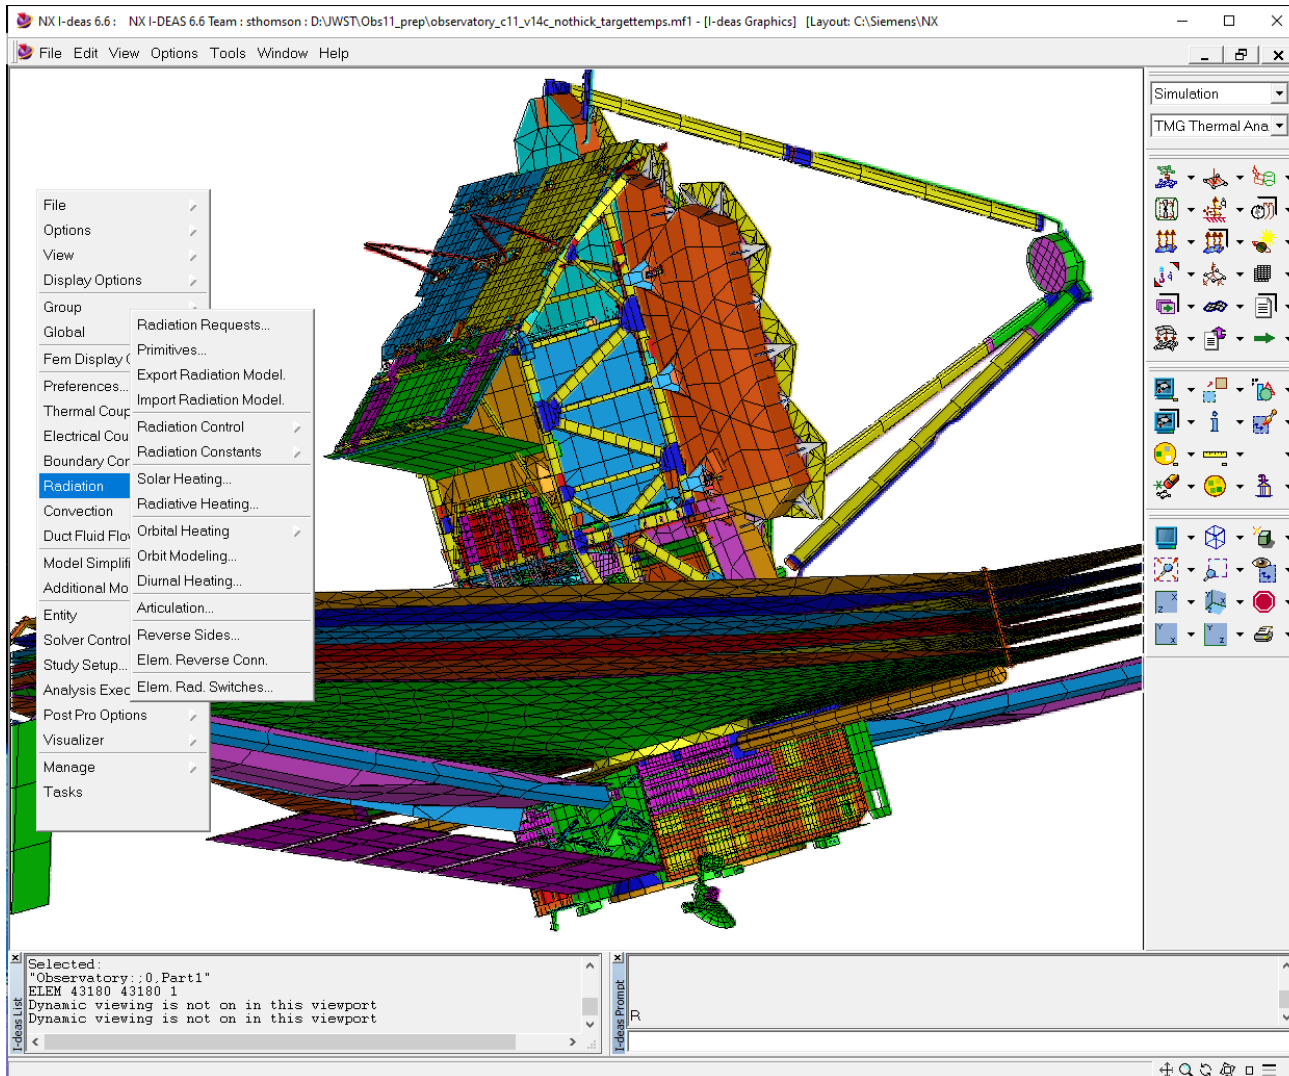 NX I-deas 6.6 :    NX I-DEAS 6.6 Team : sthomson : D:\JWST\Obs11_prep\observatory_c11_v14c_nothick_targettemps.mf1 - [I-deas Graphics]   [Layout: C:\Siemens\NX
File Edit View Options Tools Window Help
Simulation
TMG Thermal Ana
File
Options
View
Display Options
Group
Global
Fem Display
Preferences...
Thermal Coup
Electrical Cou
Boundary Con
Radiation
Convection
Duct Fluid Flow
Model Simplifi
Additional Mo
Entity
Solver Control
Study Setup...
Analysis Exec
Post Pro Options
Visualizer
Manage
Tasks
Radiation Requests...
Primitives...
Export Radiation Model.
Import Radiation Model.
Radiation Control
Radiation Constants
Solar Heating...
Radiative Heating...
Orbital Heating
Orbit Modeling...
Diurnal Heating...
Articulation...
Reverse Sides...
Elem. Reverse Conn.
Elem. Rad. Switches...
I-deas List
Selected:
"Observatory:;0,Part1"
ELEM 43180 43180 1
Dynamic viewing is not on in this viewport
Dynamic viewing is not on in this viewport
I-deas Prompt
R